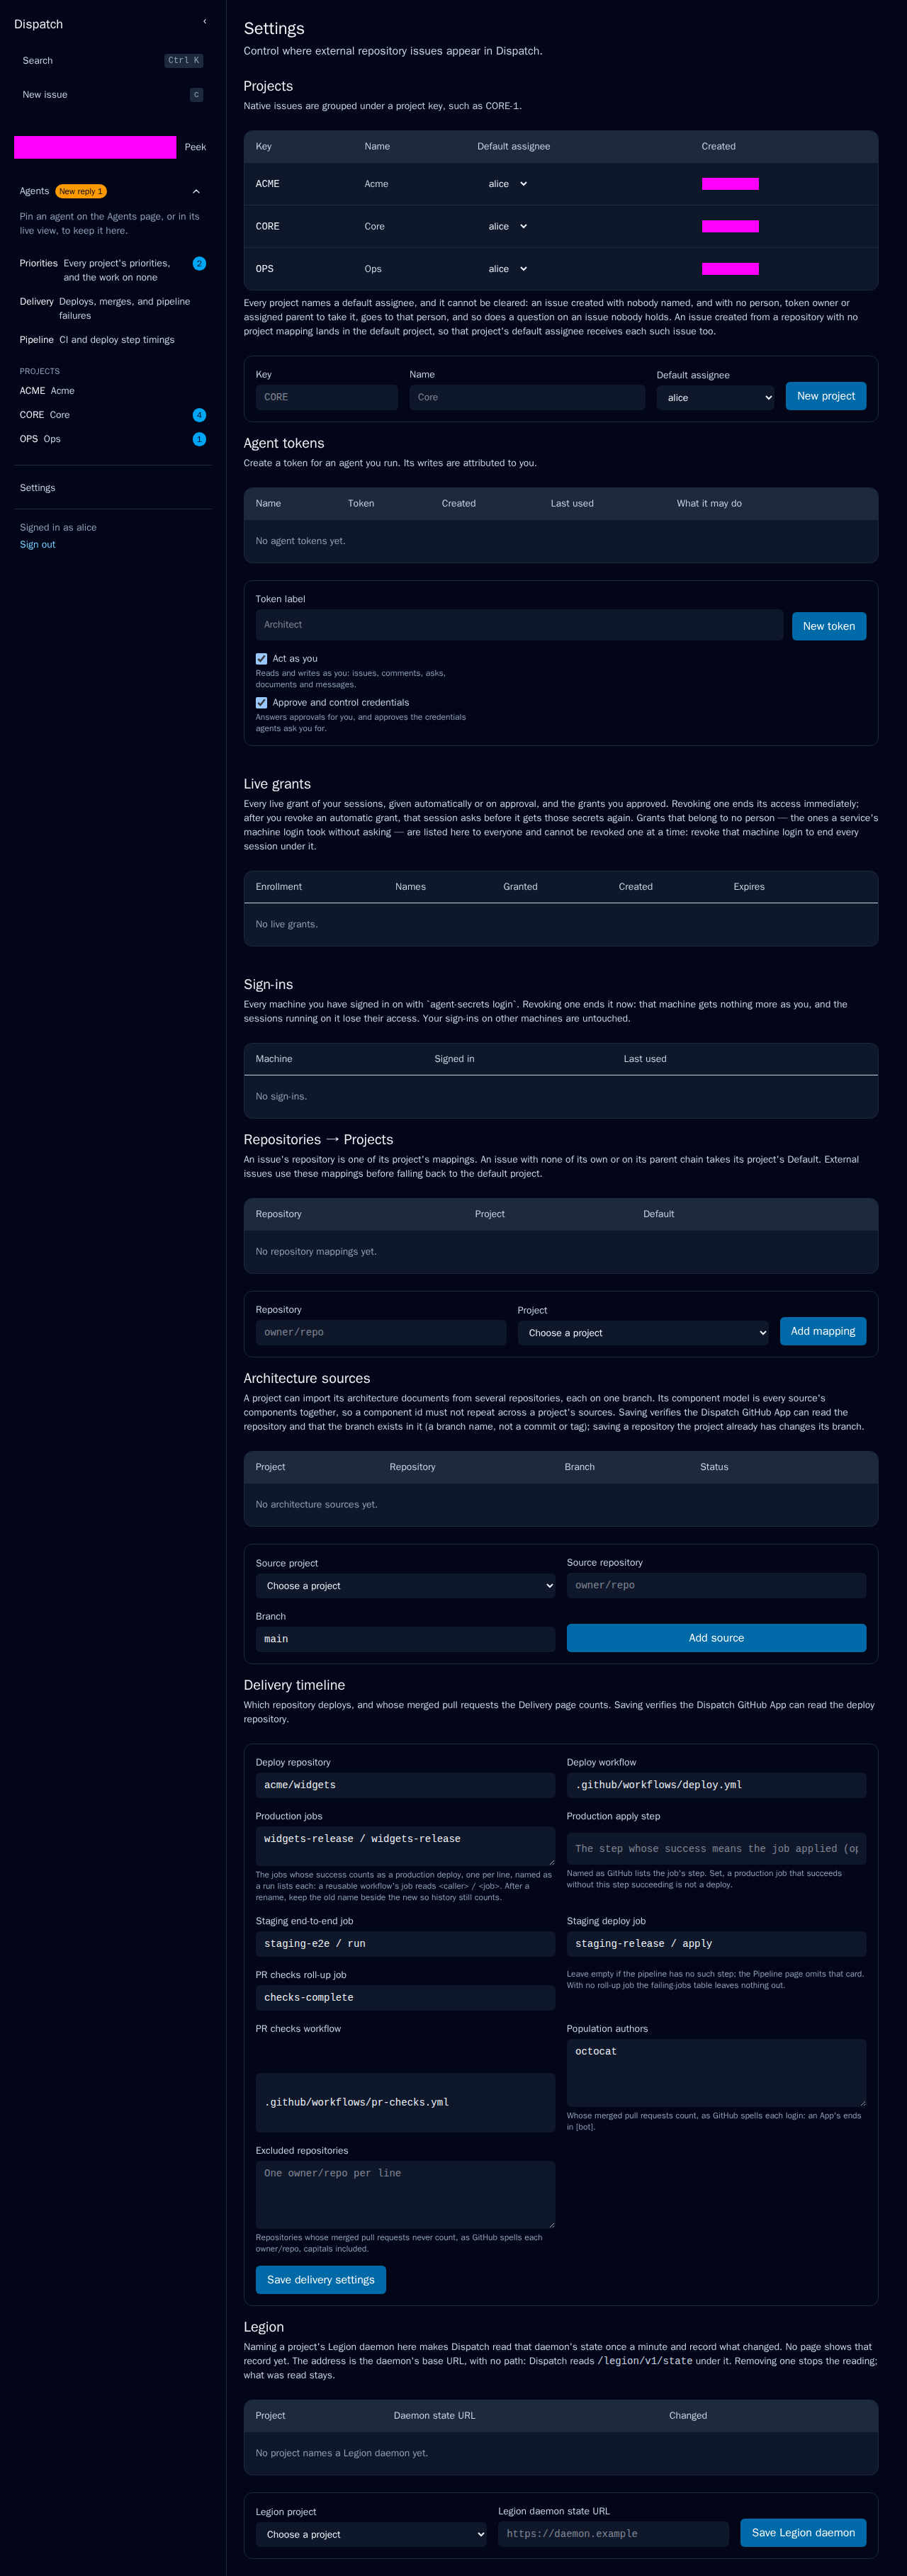 Dispatch
‹
Search
Ctrl K
New issue
C
Peek
Agents New reply 1
Pin an agent on the Agents page, or in its
live view, to keep it here.
Priorities Every project's priorities,
and the work on none
2
Delivery Deploys, merges, and pipeline
failures
Pipeline CI and deploy step timings
PROJECTS
ACME Acme
CORE Core 4
OPS Ops 1
Settings
Signed in as alice
Sign out
Settings
Control where external repository issues appear in Dispatch.
Projects
Native issues are grouped under a project key, such as CORE-1.
Key Name Default assignee Created
ACME Acme alice
CORE Core alice
OPS Ops alice
Every project names a default assignee, and it cannot be cleared: an issue created with nobody named, and with no person, token owner or
assigned parent to take it, goes to that person, and so does a question an issue nobody holds. An issue created from a repository with no
project mapping lands in the default project, so that project's default assignee receives each such issue too.
Key Name Default assignee
CORE Core alice New project
Agent tokens
Create a token for an agent you run. Its writes are attributed to you.
Name Token Created Last used What it may do
No agent tokens yet.
Token label
Architect New token
Act as you
Reads and writes as you: issues, comments, asks,
documents and messages.
Approve and control credentials
Answers approvals for you, and approves the credentials
agents ask you for.
Live grants
Every live grant of your sessions, given automatically or on approval, and the grants you approved. Revoking one ends its access immediately;
after you revoke an automatic grant, that session asks before it gets those secrets again. Grants that belong to no person — the ones a service's
machine login took without asking — are listed here to everyone and cannot be revoked one at a time: revoke that machine login to end every
session under it.
Enrollment Names Granted Created Expires
No live grants.
Sign-ins
Every machine you have signed in on with `agent-secrets login`. Revoking one ends it now: that machine gets nothing more as you, and the
sessions running on it lose their access. Your sign-ins on other machines are untouched.
Machine Signed in Last used
No sign-ins.
Repositories → Projects
An issue's repository is one of its project's mappings. An issue with none of its own or on its parent chain takes its project's Default. External
issues use these mappings before falling back to the default project.
Repository Project Default
No repository mappings yet.
Repository Project
owner/repo Choose a project Add mapping
Architecture sources
A project can import its architecture documents from several repositories, each on one branch. Its component model is every source's
components together, so a component id must not repeat across a project's sources. Saving verifies the Dispatch GitHub App can read the
repository and that the branch exists in it (a branch name, not a commit or tag); saving a repository the project already has changes its branch.
Project Repository Branch Status
No architecture sources yet.
Source project Source repository
Choose a project owner/repo
Branch
main Add source
Delivery timeline
Which repository deploys, and whose merged pull requests the Delivery page counts. Saving verifies the Dispatch GitHub App can read the deploy
repository.
Deploy repository Deploy workflow
acme/widgets .github/workflows/deploy.yml
Production jobs Production apply step
widgets-release / widgets-release
The step whose success means the job applied (op
The jobs whose success counts as a production deploy, one per line, named as
a run lists each: a reusable workflow's job reads <caller> / <job>. After a
rename, keep the old name beside the new so history still counts.
Named as GitHub lists the job's step. Set, a production job that succeeds
without this step succeeding is not a deploy.
Staging end-to-end job Staging deploy job
staging-e2e / run staging-release / apply
PR checks roll-up job
checks-complete
Leave empty if the pipeline has no such step; the Pipeline page omits that card.
With no roll-up job the failing-jobs table leaves nothing out.
PR checks workflow Population authors
.github/workflows/pr-checks.yml
octocat
Whose merged pull requests count, as GitHub spells each login: an App's ends
in [bot].
Excluded repositories
One owner/repo per line
Repositories whose merged pull requests never count, as GitHub spells each
owner/repo, capitals included.
Save delivery settings
Legion
Naming a project's Legion daemon here makes Dispatch read that daemon's state once a minute and record what changed. No page shows that
record yet. The address is the daemon's base URL, with no path: Dispatch reads /legion/v1/state under it. Removing one stops the reading;
what was read stays.
Project Daemon state URL Changed
No project names a Legion daemon yet.
Legion project Legion daemon state URL
Choose a project https://daemon.example Save Legion daemon